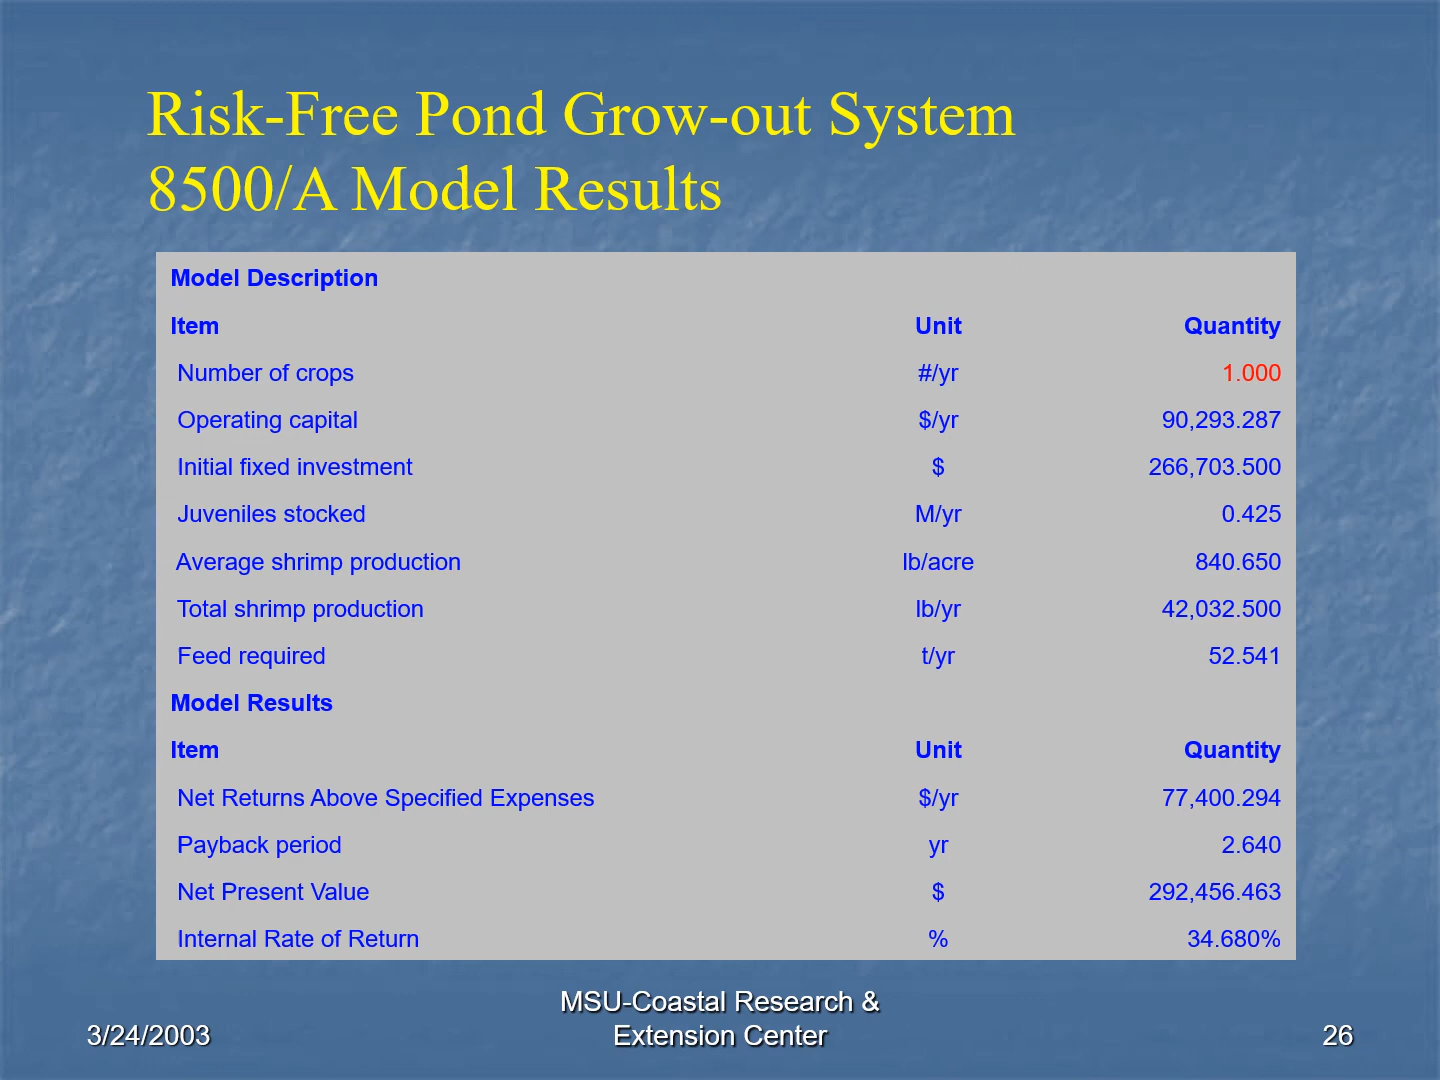 Risk-Free Pond Grow-out System
8500/A Model Results
Model Description
Item Unit Quantity
Number of crops #/yr 1.000
Operating capital $/yr 90,293.287
Initial fixed investment $ 266,703.500
Juveniles stocked M/yr 0.425
Average shrimp production lb/acre 840.650
Total shrimp production lb/yr 42,032.500
Feed required t/yr 52.541
Model Results
Item Unit Quantity
Net Returns Above Specified Expenses $/yr 77,400.294
Payback period yr 2.640
Net Present Value $ 292,456.463
Internal Rate of Return % 34.680%
3/24/2003
MSU-Coastal Research &
Extension Center
26